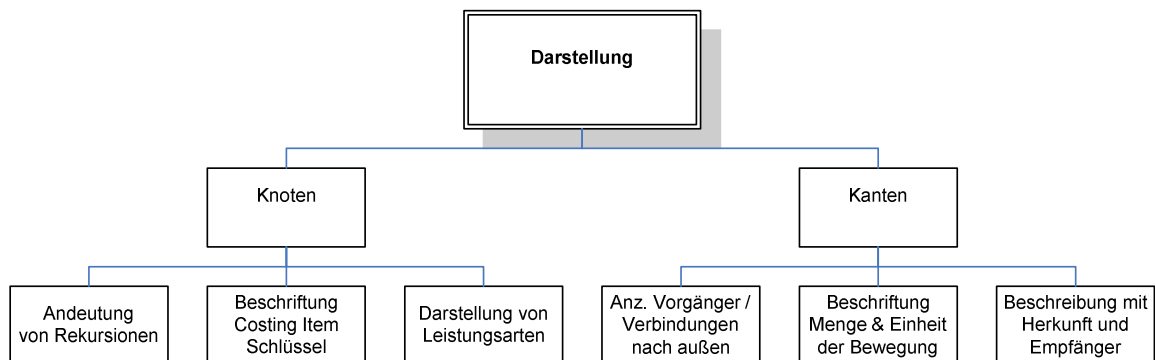 Darstellung
Knoten
Kanten
Andeutung
von Rekursionen
Beschriftung
Costing Item
Schlüssel
Darstellung von
Leistungsarten
Anz. Vorgänger /
Verbindungen
nach außen
Beschriftung
Menge & Einheit
der Bewegung
Beschreibung mit
Herkunft und
Empfänger